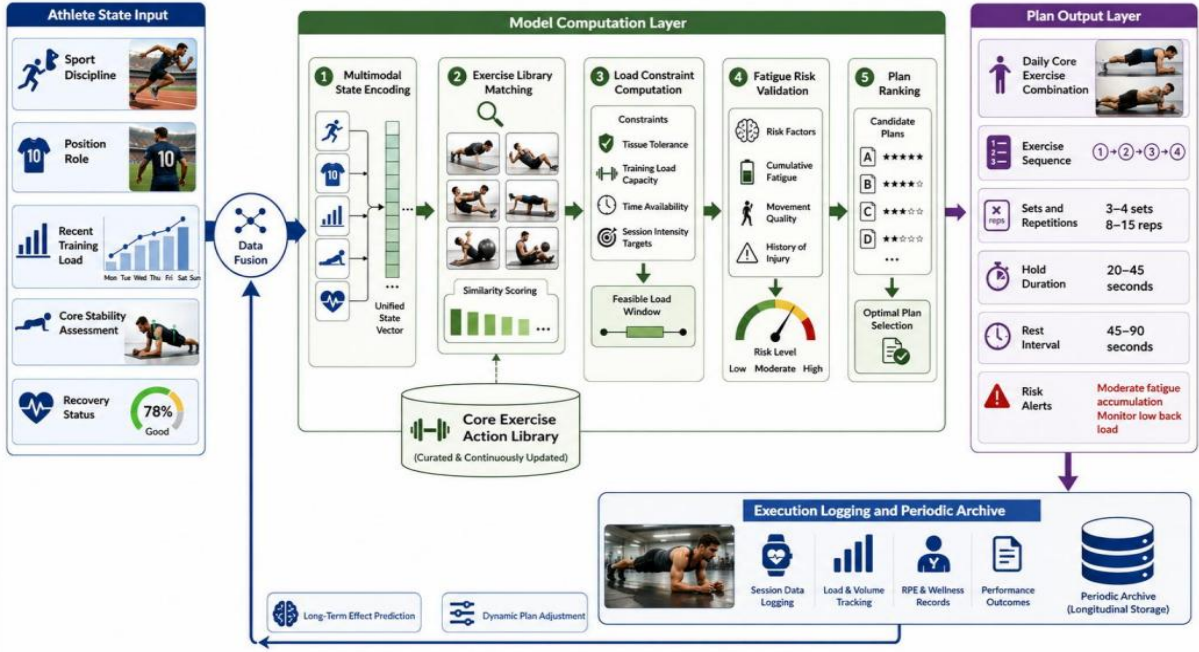 Athlete State Input
Sport
Discipline
Position
Role
10
10
Recent
Training
Load
Mon Tue Wed Thu Fri Sat Sun
Core Stability
Assessment
Recovery
Status
78%
Good
Data
Fusion
Model Computation Layer
1 Multimodal
State Encoding
10
...
...
Unified
State
Vector
2 Exercise Library
Matching
Similarity Scoring
...
Core Exercise
Action Library
(Curated & Continuously Updated)
3 Load Constraint
Computation
Constraints
Tissue Tolerance
Training Load
Capacity
Time Availability
Session Intensity
Targets
Feasible Load
Window
4 Fatigue Risk
Validation
Risk Factors
Cumulative
Fatigue
Movement
Quality
History of
Injury
Risk Level
Low Moderate High
5 Plan
Ranking
Candidate
Plans
A ★★★★★
B ★★★★☆
C ★★★☆☆
D ★★☆☆☆
...
Optimal Plan
Selection
Plan Output Layer
Daily Core
Exercise
Combination
1
2
3
Exercise
Sequence
1→2→3→4
reps
Sets and
Repetitions
3–4 sets
8–15 reps
Hold
Duration
20–45
seconds
Rest
Interval
45–90
seconds
Risk
Alerts
Moderate fatigue
accumulation
Monitor low back
load
Execution Logging and Periodic Archive
Session Data
Logging
Load & Volume
Tracking
RPE & Wellness
Records
Performance
Outcomes
Periodic Archive
(Longitudinal Storage)
Long-Term Effect Prediction
Dynamic Plan Adjustment